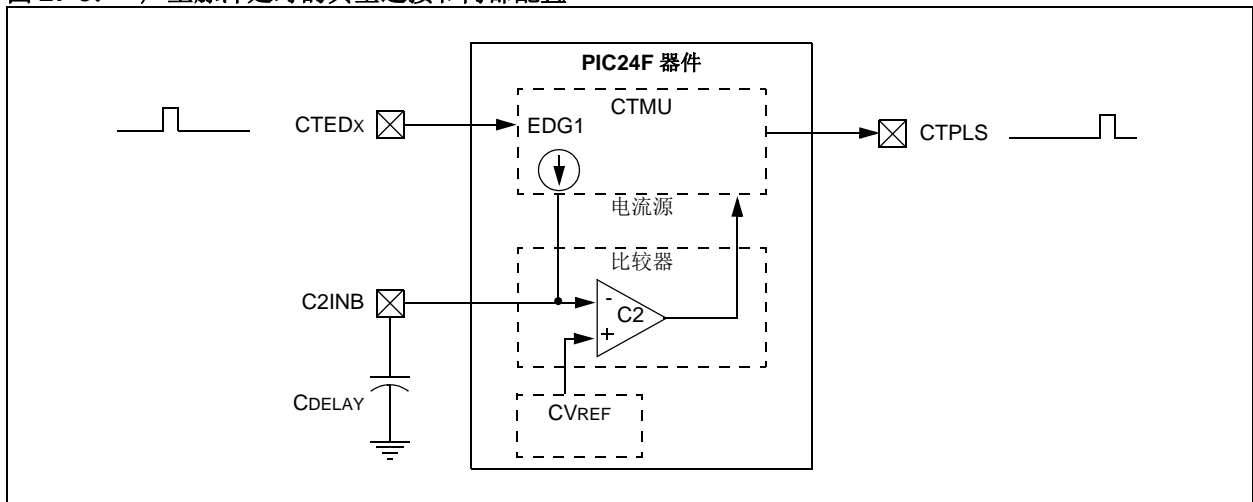 PIC24F 器件
CTMU
CTEDX
EDG1
CTPLS
电流源
比较器
C2INB
-
C2
+
CDELAY
CVREF